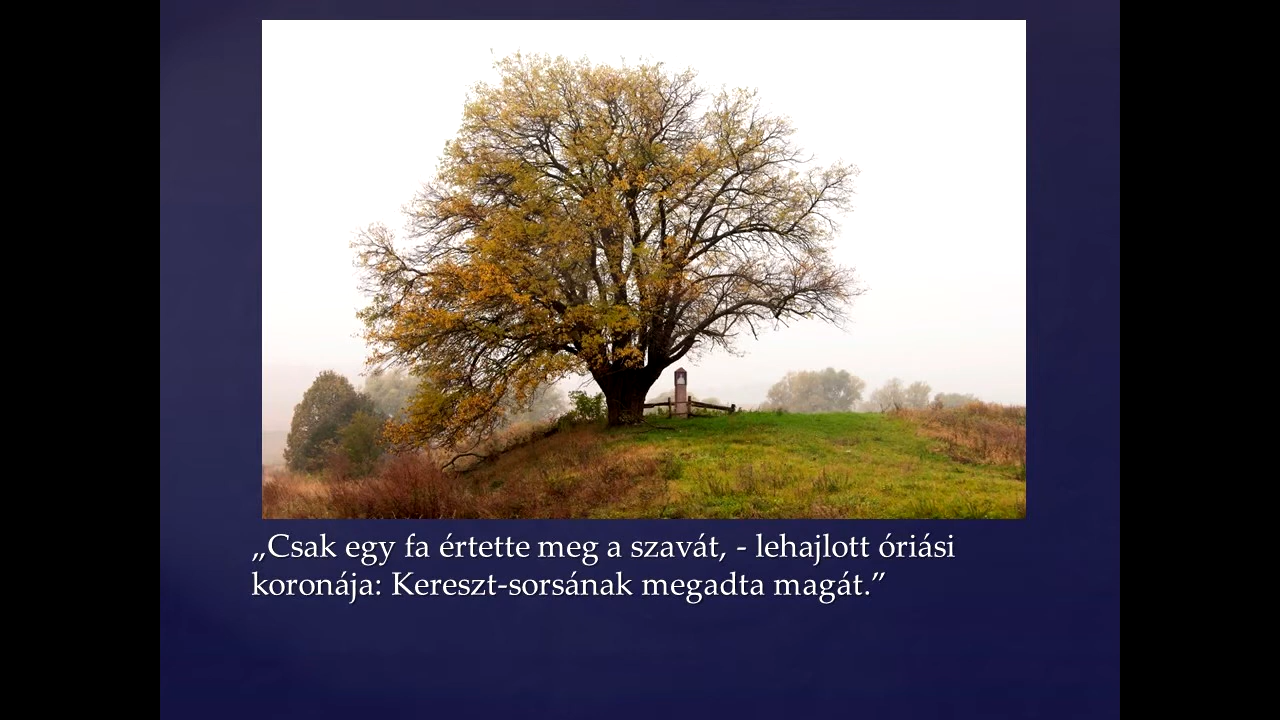 „Csak egy fa értette meg a szavát, - lehajlott óriási
koronája: Kereszt-sorsának megadta magát.”